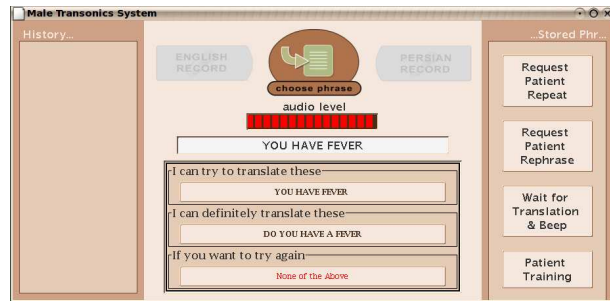 Male Transonics System
History...
ENGLISH
RECORD
choose phrase
PERSIAN
RECORD
audio level
YOU HAVE FEVER
I can try to translate these
YOU HAVE FEVER
I can definitely translate these
DO YOU HAVE A FEVER
If you want to try again
None of the Above
...Stored Phr...
Request
Patient
Repeat
Request
Patient
Rephrase
Wait for
Translation
& Beep
Patient
Training